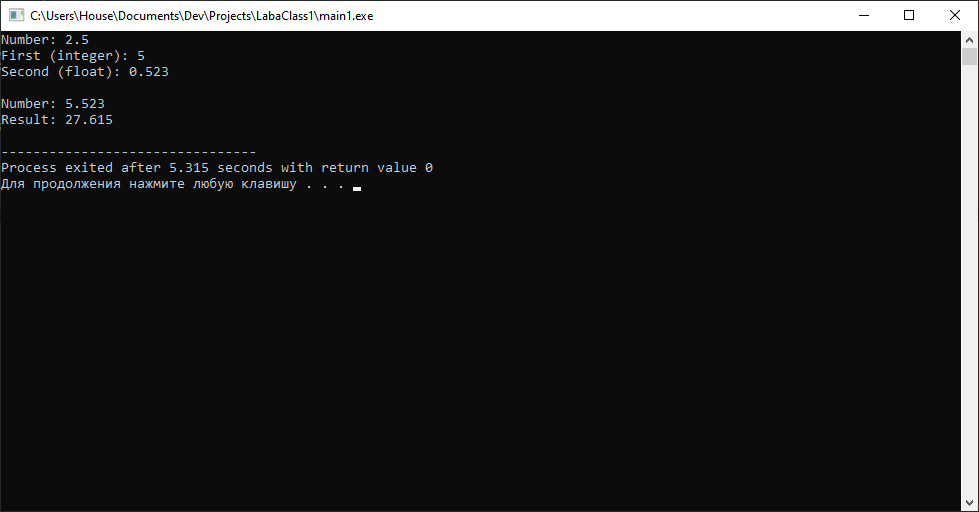 C:\Users\House\Documents\Dev\Projects\LabaClass1\main1.exe
Number: 2.5
First (integer): 5
Second (float): 0.523
Number: 5.523
Result: 27.615
--------------------------------
Process exited after 5.315 seconds with return value 0
Для продолжения нажмите любую клавишу . . .